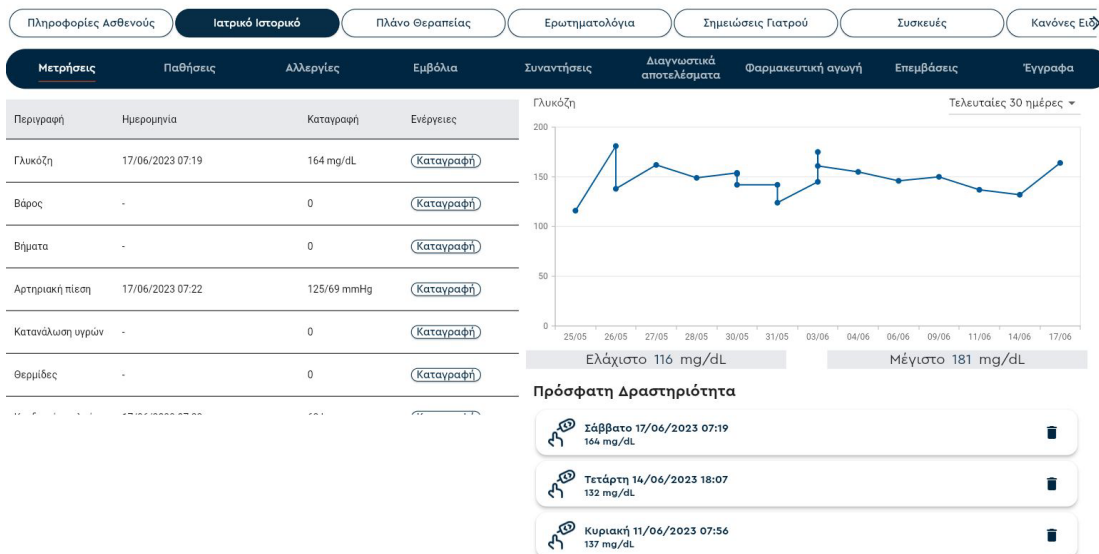 Πληροφορίες Ασθενούς
Ιατρικό Ιστορικό
Πλάνο Θεραπείας
Ερωτηματολόγια
Σημειώσεις Γιατρού
Συσκευές
Κανόνες
Μετρήσεις
Παθήσεις
Αλλεργίες
Εμβόλια
Συναντήσεις
Διαγνωστικά
αποτελέσματα
Φαρμακευτική αγωγή
Επεμβάσεις
Έγγραφα
Περιγραφή Ημερομηνία Καταγραφή Ενέργειες
Γλυκόζη 17/06/2023 07:19 164 mg/dL Καταγραφή
Βάρος - 0 Καταγραφή
Βήματα - 0 Καταγραφή
Αρτηριακή πίεση 17/06/2023 07:22 125/69 mmHg Καταγραφή
Κατανάλωση υγρών - 0 Καταγραφή
Θερμίδες - 0 Καταγραφή
Γλυκόζη
Τελευταίες 30 ημέρες
200
150
100
50
0
25/05 26/05 27/05 28/05 30/05 31/05 03/06 04/06 06/06 09/06 11/06 14/06 17/06
Ελάχιστο 116 mg/dL
Μέγιστο 181 mg/dL
Πρόσφατη Δραστηριότητα
Σάββατο 17/06/2023 07:19
164 mg/dL
Τετάρτη 14/06/2023 18:07
132 mg/dL
Κυριακή 11/06/2023 07:56
137 mg/dL